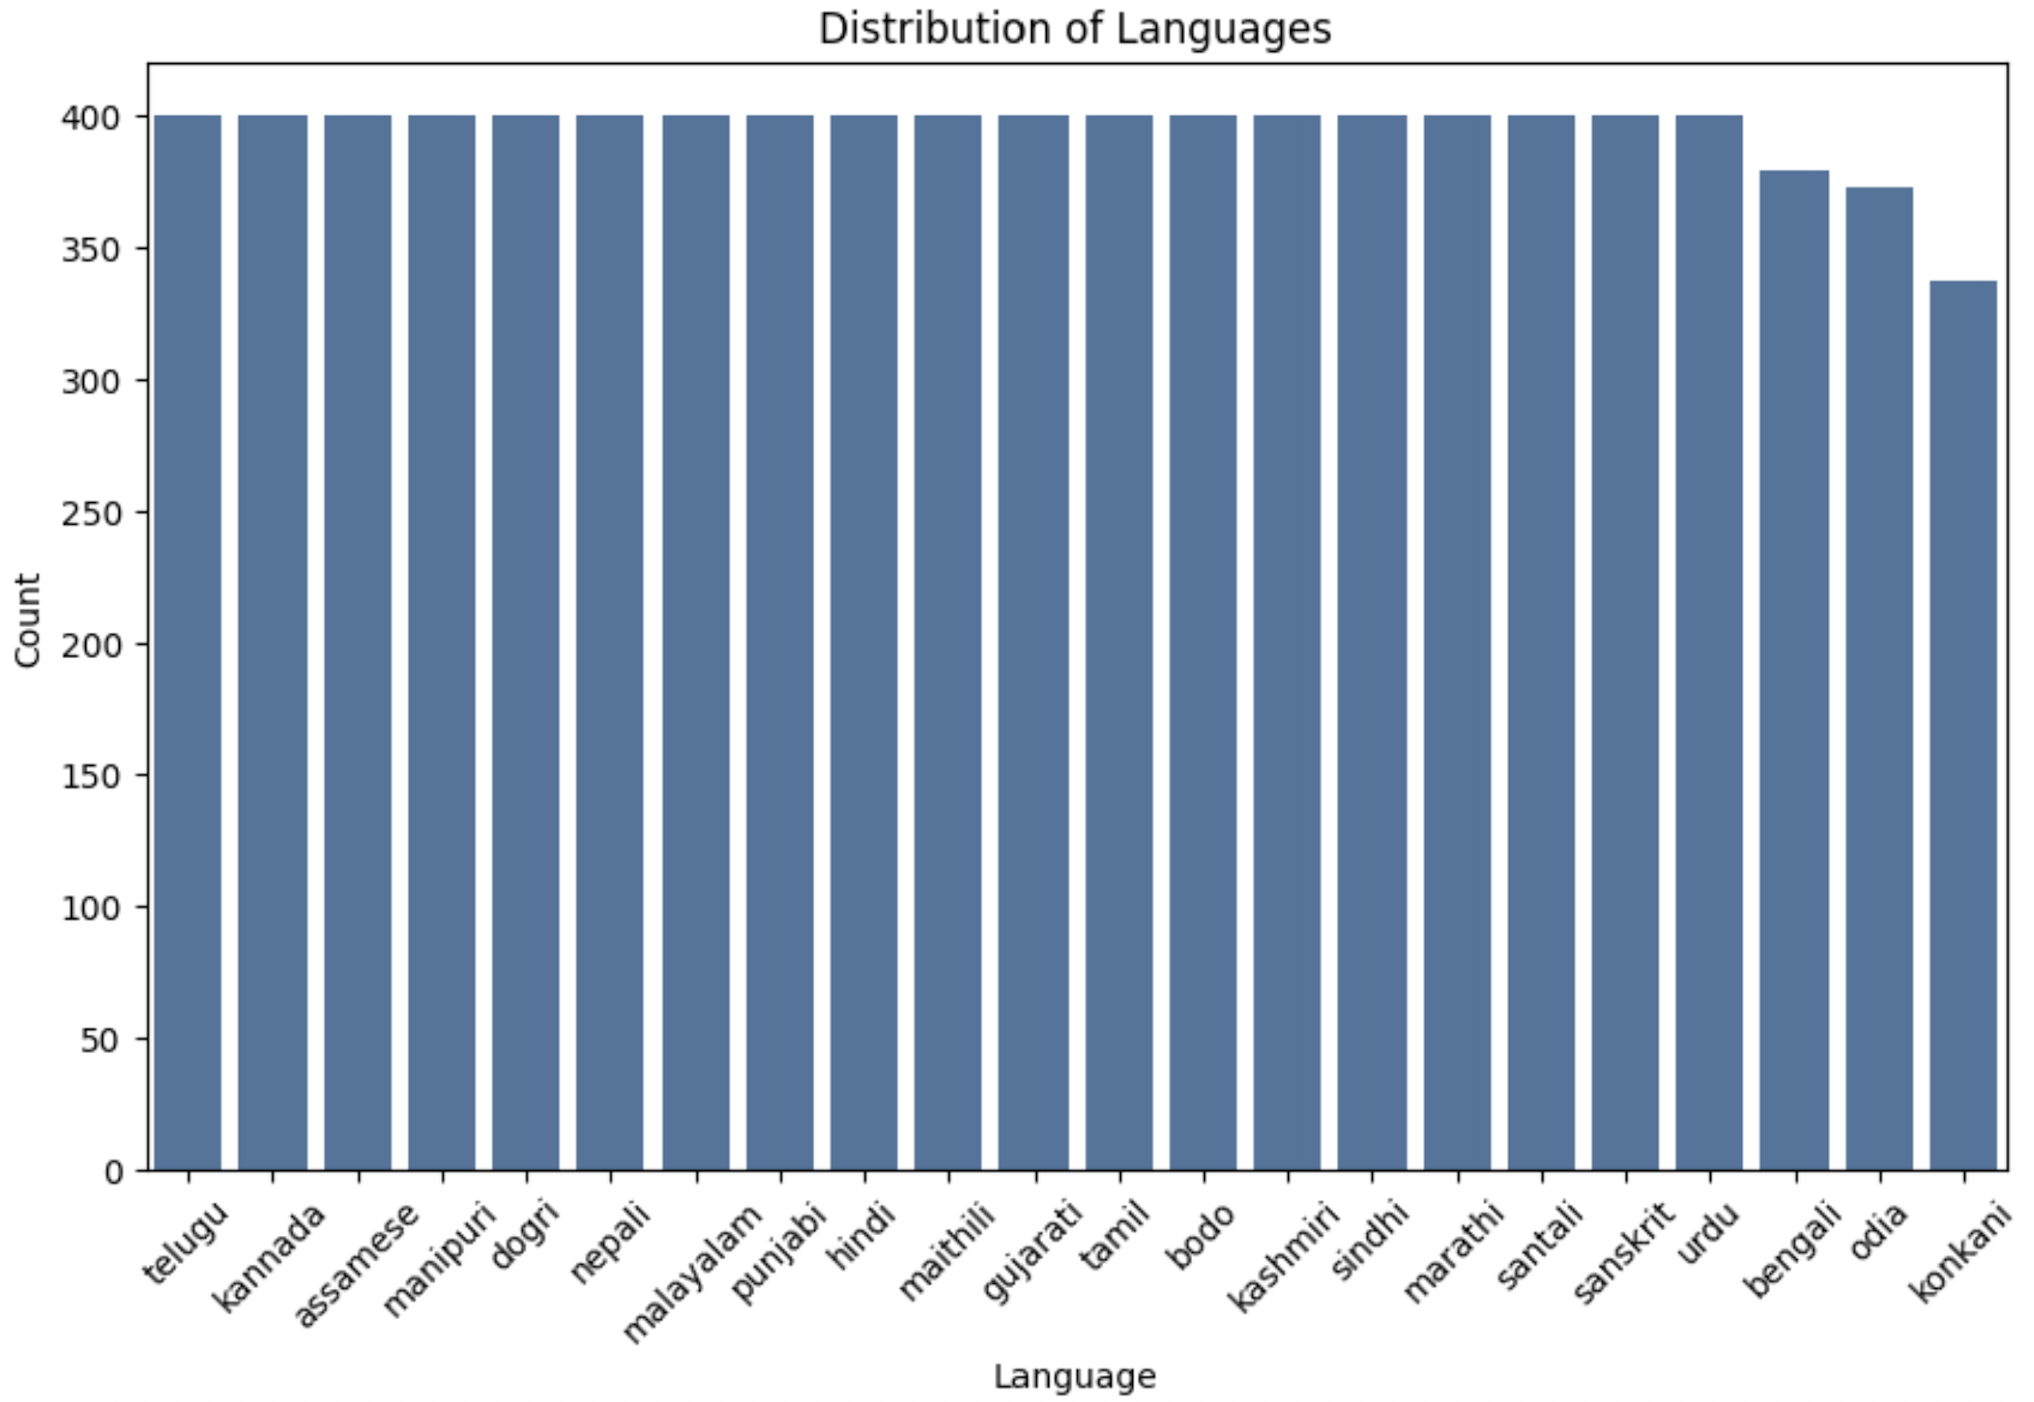 Distribution of Languages
400
350
300
250
200
150
100
50
0
Count
telugu
kannada
assamese
manipuri
dogri
nepali
malayalam
punjabi
hindi
maithili
gujarati
tamil
bodo
kashmiri
sindhi
marathi
santali
sanskrit
urdu
bengali
odia
konkani
Language